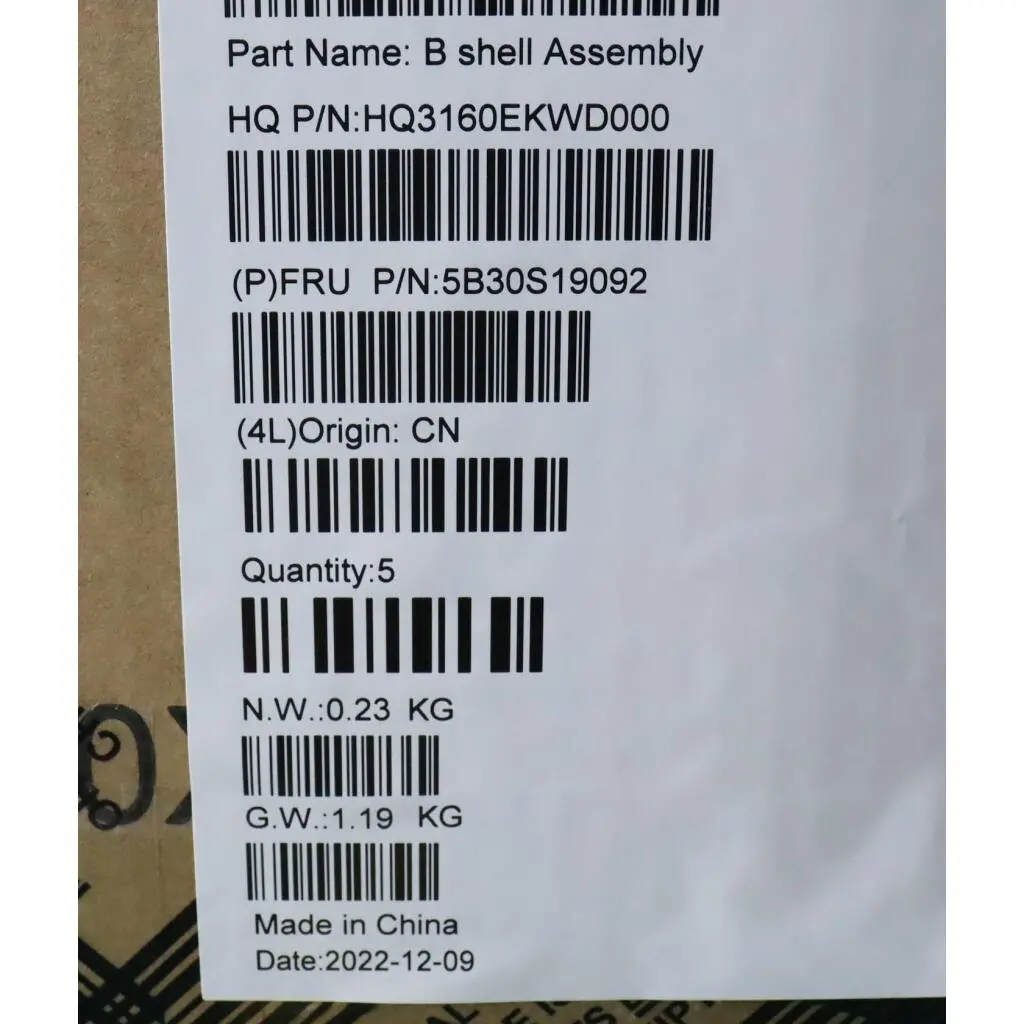 Part Name: B shell Assembly
HQ P/N:HQ3160EKWD000
(P)FRU P/N:5B30S19092
(4L)Origin: CN
Quantity:5
N.W.:0.23 KG
G.W.:1.19 KG
Made in China
Date:2022-12-09